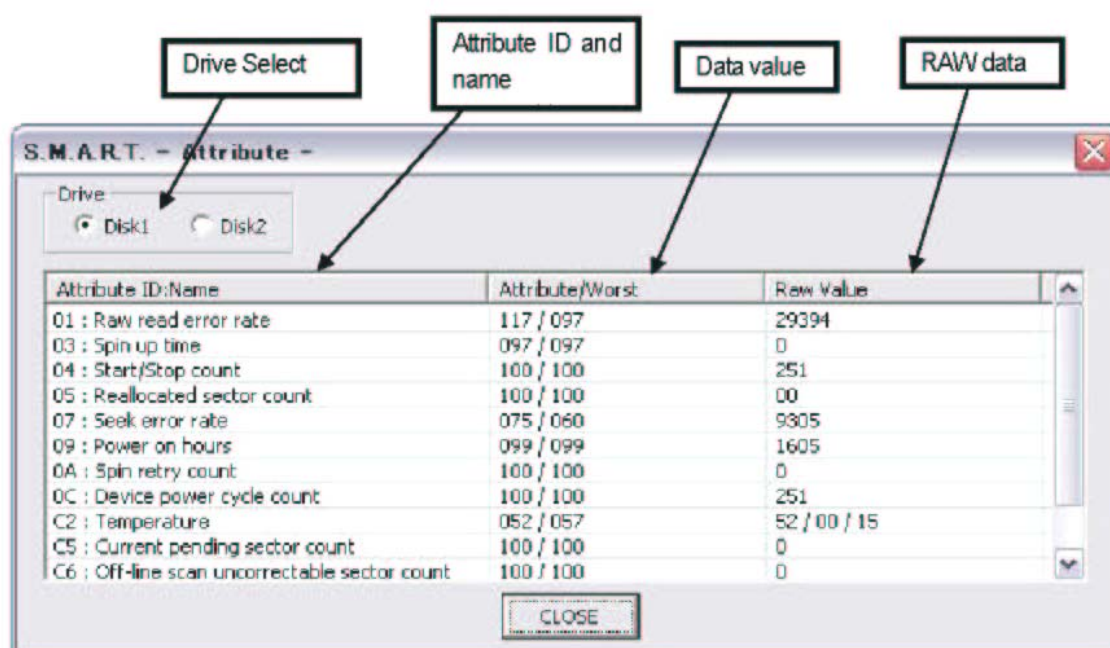 Drive Select
Attribute ID and
name
Data value
RAW data
S.M.A.R.T. - Attribute -
Drive
Disk1 Disk2
Attribute ID:Name Attribute/Worst Raw Value
01 : Raw read error rate 117 / 097 29394
03 : Spin up time 097 / 097 0
04 : Start/Stop count 100 / 100 251
05 : Reallocated sector count 100 / 100 00
07 : Seek error rate 075 / 060 9305
09 : Power on hours 099 / 099 1605
0A : Spin retry count 100 / 100 0
0C : Device power cycle count 100 / 100 251
C2 : Temperature 052 / 057 52 / 00 / 15
C5 : Current pending sector count 100 / 100 0
C6 : Off-line scan uncorrectable sector count 100 / 100 0
CLOSE